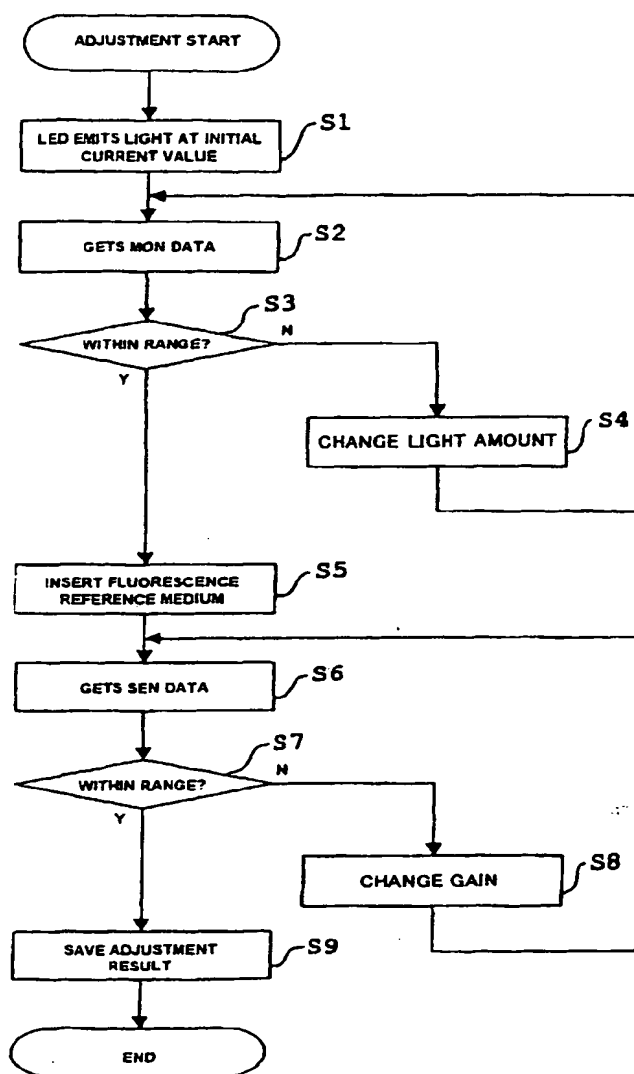 ADJUSTMENT START
S1
LED EMITS LIGHT AT INITIAL
CURRENT VALUE
S2
GETS MON DATA
S3
WITHIN RANGE?
N
Y
S4
CHANGE LIGHT AMOUNT
S5
INSERT FLUORESCENCE
REFERENCE MEDIUM
S6
GETS SEN DATA
S7
WITHIN RANGE?
N
Y
S8
CHANGE GAIN
S9
SAVE ADJUSTMENT
RESULT
END